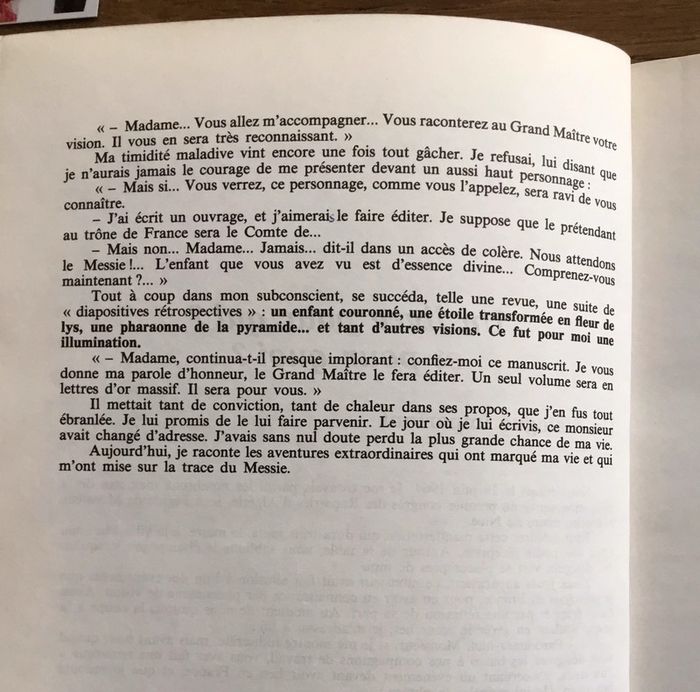 « – Madame... Vous allez m'accompagner... Vous raconterez au Grand Maître votre
vision. Il vous en sera très reconnaissant. »
Ma timidité maladive vint encore une fois tout gâcher. Je refusai, lui disant que
je n'aurais jamais le courage de me présenter devant un aussi haut personnage :
« – Mais si... Vous verrez, ce personnage, comme vous l'appelez, sera ravi de vous
connaître.
– J'ai écrit un ouvrage, et j'aimerais le faire éditer. Je suppose que le prétendant
au trône de France sera le Comte de...
– Mais non... Madame... Jamais... dit-il dans un accès de colère. Nous attendons
le Messie !... L'enfant que vous avez vu est d'essence divine... Comprenez-vous
maintenant ?... »
Tout à coup dans mon subconscient, se succéda, telle une revue, une suite de
« diapositives rétrospectives » : un enfant couronné, une étoile transformée en fleur de
lys, une pharaonne de la pyramide... et tant d'autres visions. Ce fut pour moi une
illumination.
« – Madame, continua-t-il presque implorant : confiez-moi ce manuscrit. Je vous
donne ma parole d'honneur, le Grand Maître le fera éditer. Un seul volume sera en
lettres d'or massif. Il sera pour vous. »
Il mettait tant de conviction, tant de chaleur dans ses propos, que j'en fus tout
ébranlée. Je lui promis de le lui faire parvenir. Le jour où je lui écrivis, ce monsieur
avait changé d'adresse. J'avais sans nul doute perdu la plus grande chance de ma vie.
Aujourd'hui, je raconte les aventures extraordinaires qui ont marqué ma vie et qui
m'ont mise sur la trace du Messie.